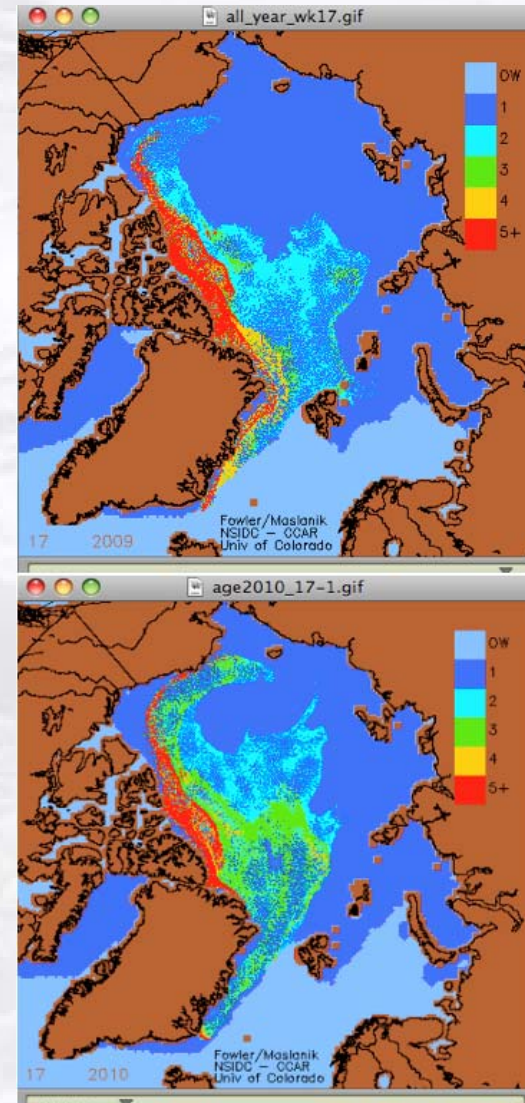 all_year_wk17.gif
OW
1
2
3
4
5+
Fowler/Maslanik
NSIDC – CCAR
Univ of Colorado
17 2009
age2010_17-1.gif
OW
1
2
3
4
5+
Fowler/Maslanik
NSIDC – CCAR
Univ of Colorado
17 2010